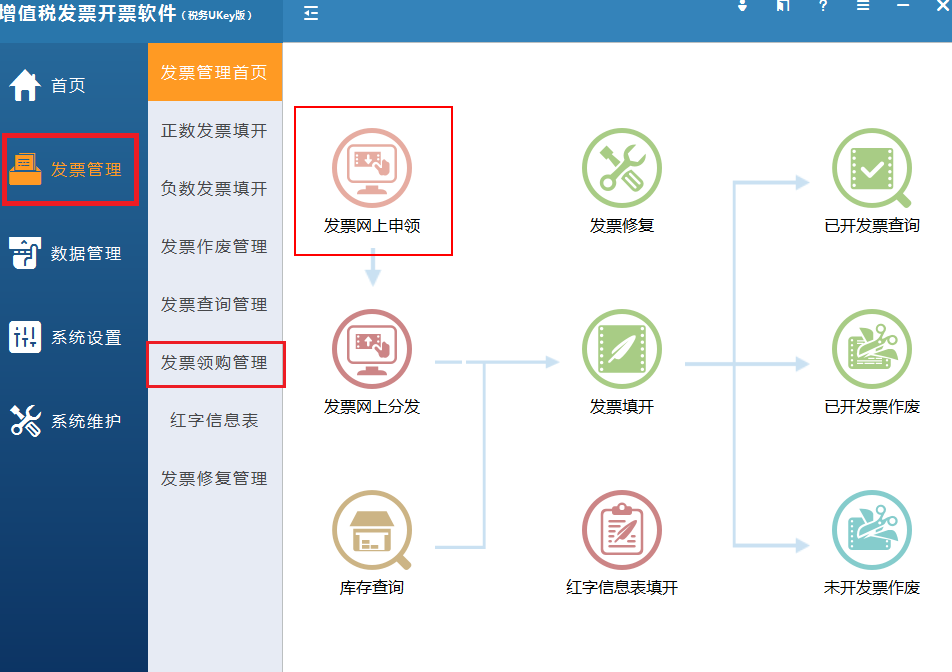 增值税发票开票软件（税务UKey版）
?
首页
发票管理
数据管理
系统设置
系统维护
发票管理首页
正数发票填开
负数发票填开
发票作废管理
发票查询管理
发票领购管理
红字信息表
发票修复管理
发票网上申领
发票修复
已开发票查询
发票网上分发
发票填开
已开发票作废
库存查询
红字信息表填开
未开发票作废